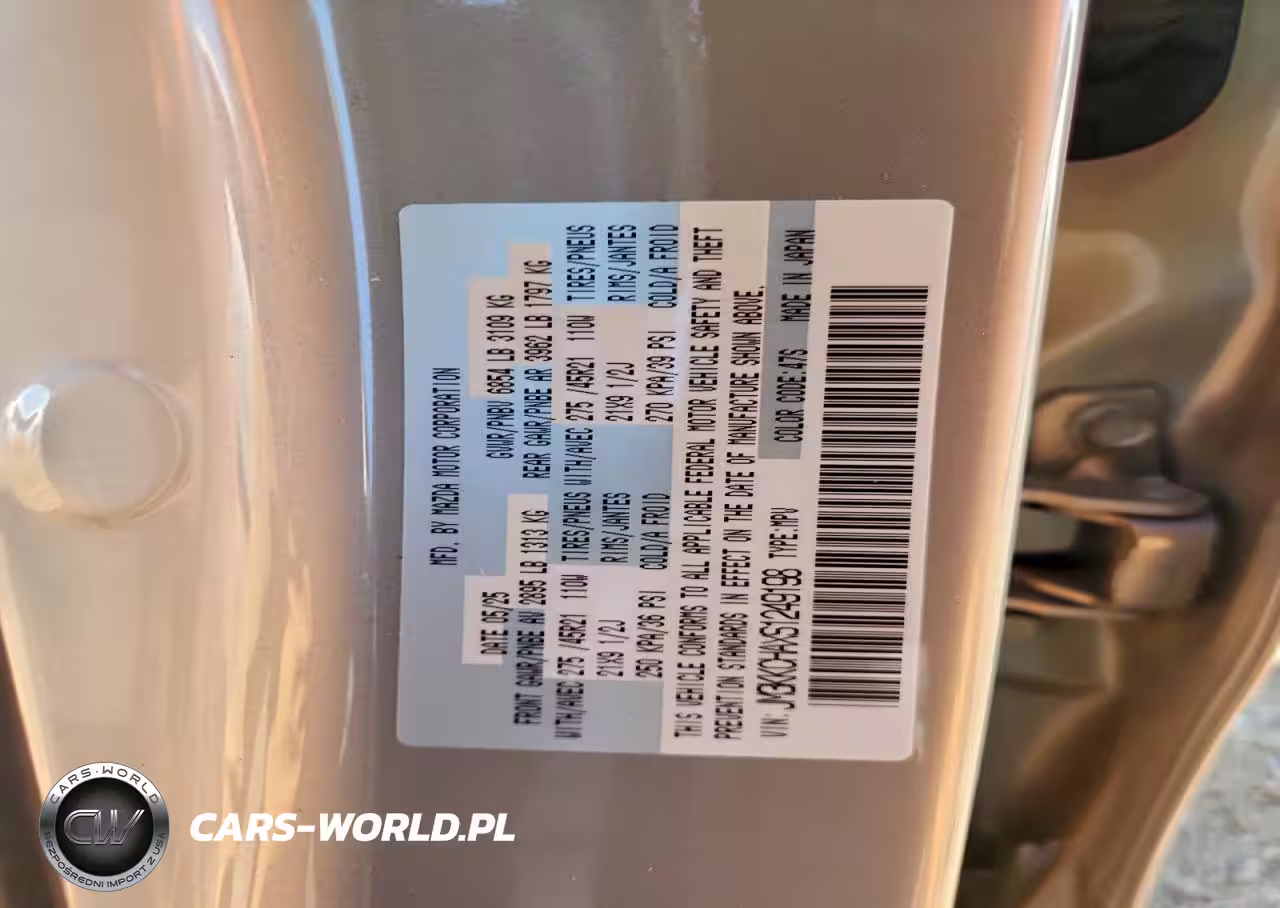 MFD. BY MAZDA MOTOR CORPORATION
DATE 05/25 GVWR/PNBV 6854 LB 3109 KG
FRONT GAWR/PNBE AV 2895 LB 1313 KG REAR GAWR/PNBE AR 3962 LB 1797 KG
WITH/AVEC 275 /45R21 110W TIRES/PNEUS WITH/AVEC 275 /45R21 110W TIRES/PNEUS
21X9 1/2J RIMS/JANTES 21X9 1/2J RIMS/JANTES
250 KPA/36 PSI COLD/A FROID 270 KPA/39 PSI COLD/A FROID
THIS VEHICLE CONFORMS TO ALL APPLICABLE FEDERAL MOTOR VEHICLE SAFETY AND THEFT
PREVENTION STANDARDS IN EFFECT ON THE DATE OF MANUFACTURE SHOWN ABOVE.
VIN: JM3KKCHAXS1249198 TYPE:MPV COLOR CODE:47S MADE IN JAPAN
CARS-WORLD
CW
BEZPOŚREDNI IMPORT Z USA
CARS-WORLD.PL